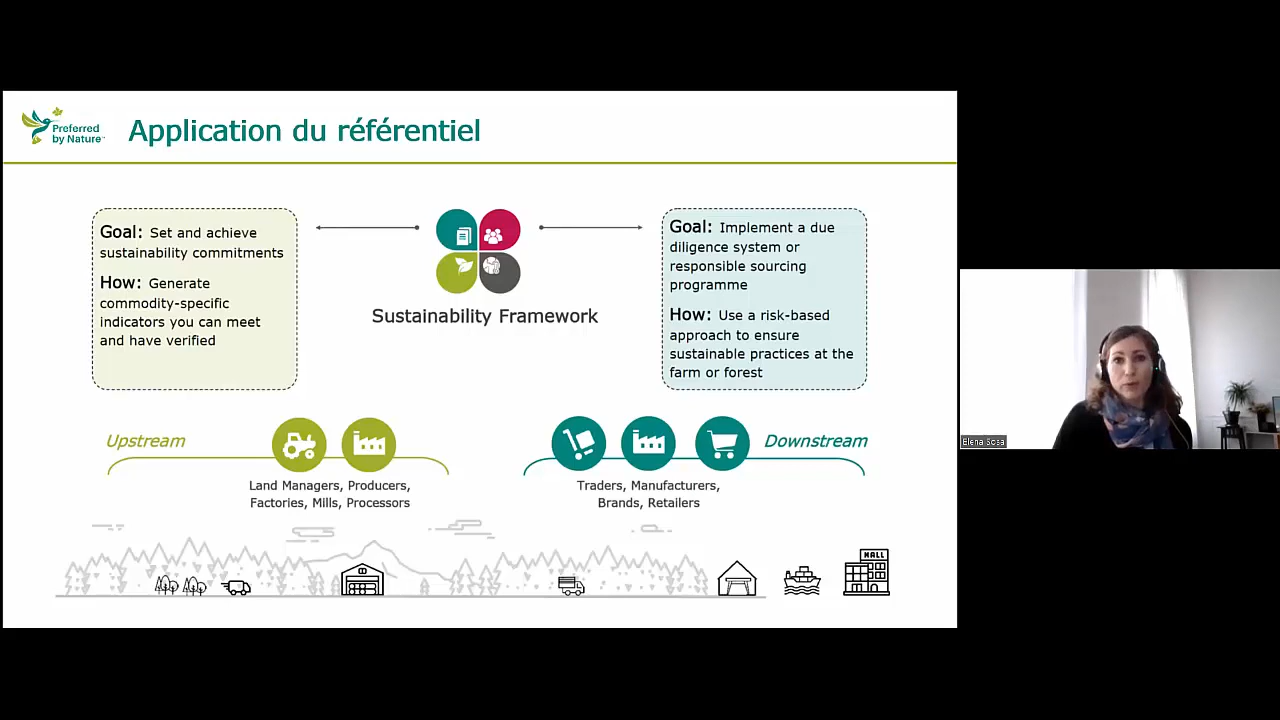 Preferred
by Nature™
Application du référentiel
Goal: Set and achieve
sustainability commitments
How: Generate
commodity-specific
indicators you can meet
and have verified
Sustainability Framework
Goal: Implement a due
diligence system or
responsible sourcing
programme
How: Use a risk-based
approach to ensure
sustainable practices at the
farm or forest
Upstream
Land Managers, Producers,
Factories, Mills, Processors
Downstream
Traders, Manufacturers,
Brands, Retailers
MALL
Elena Sosa